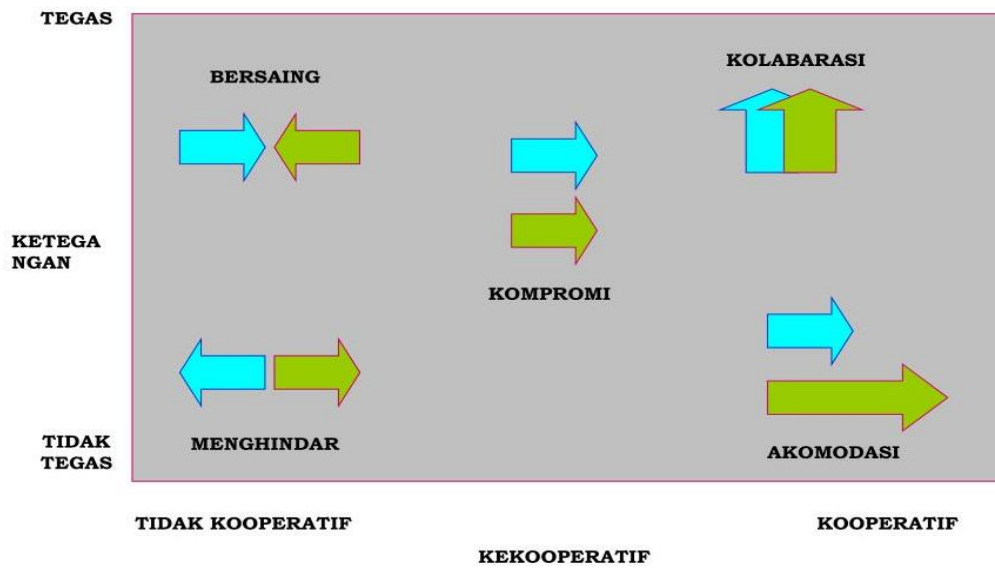 TEGAS
BERSAING
KOLABARASI
KETEGA
NGAN
KOMPROMI
MENGHINDAR
AKOMODASI
TIDAK
TEGAS
TIDAK KOOPERATIF
KOOPERATIF
KEKOOPERATIF